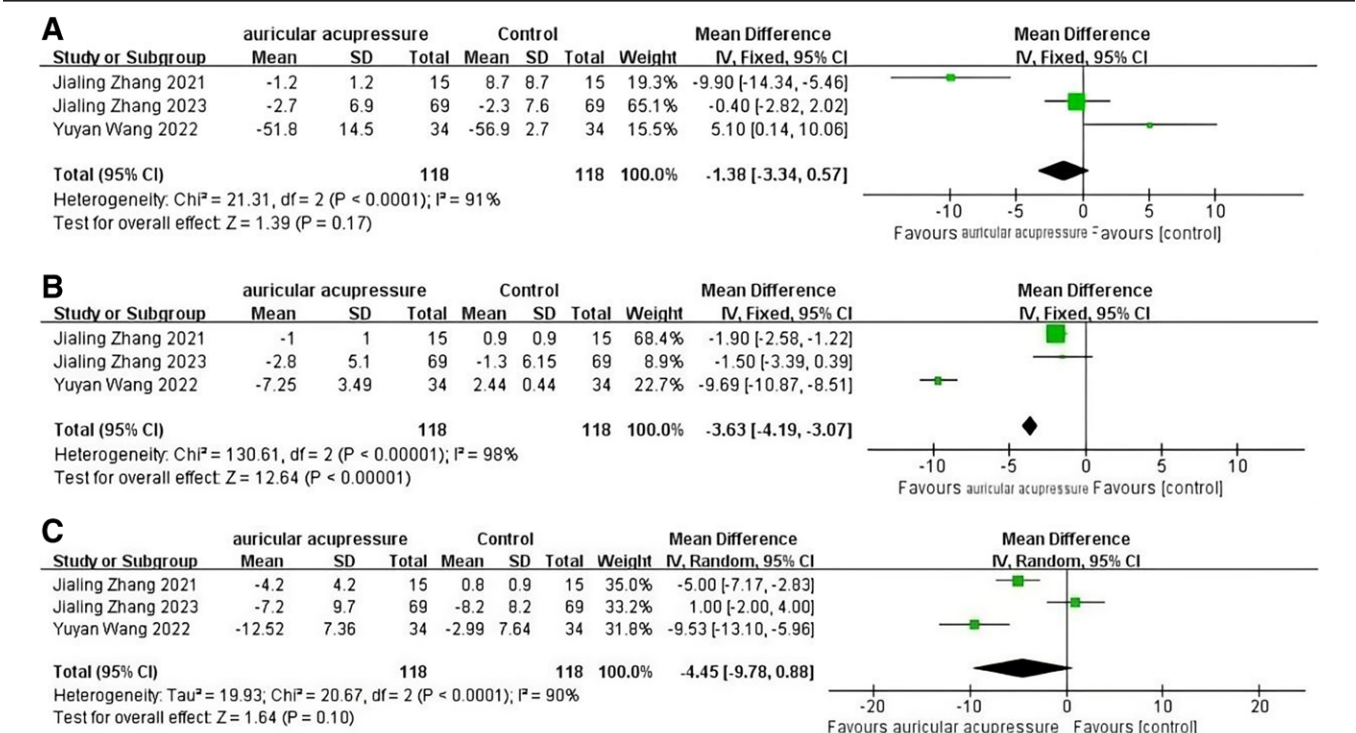 A
auricular acupressure Control Mean Difference Mean Difference
Study or Subgroup Mean SD Total Mean SD Total Weight IV, Fixed, 95% CI IV, Fixed, 95% CI
Jialing Zhang 2021 -1.2 1.2 15 8.7 8.7 15 19.3% -9.90 [-14.34, -5.46]
Jialing Zhang 2023 -2.7 6.9 69 -2.3 7.6 69 65.1% -0.40 [-2.82, 2.02]
Yuyan Wang 2022 -51.8 14.5 34 -56.9 2.7 34 15.5% 5.10 [0.14, 10.06]
Total (95% CI) 118 118 100.0% -1.38 [-3.34, 0.57]
Heterogeneity: Chi² = 21.31, df = 2 (P < 0.0001); I² = 91%
Test for overall effect: Z = 1.39 (P = 0.17)
-10 -5 0 5 10
Favours auricular acupressure Favours [control]
B
auricular acupressure Control Mean Difference Mean Difference
Study or Subgroup Mean SD Total Mean SD Total Weight IV, Fixed, 95% CI IV, Fixed, 95% CI
Jialing Zhang 2021 -1 1 15 0.9 0.9 15 68.4% -1.90 [-2.58, -1.22]
Jialing Zhang 2023 -2.8 5.1 69 -1.3 6.15 69 8.9% -1.50 [-3.39, 0.39]
Yuyan Wang 2022 -7.25 3.49 34 2.44 0.44 34 22.7% -9.69 [-10.87, -8.51]
Total (95% CI) 118 118 100.0% -3.63 [-4.19, -3.07]
Heterogeneity: Chi² = 130.61, df = 2 (P < 0.00001); I² = 98%
Test for overall effect: Z = 12.64 (P < 0.00001)
-10 -5 0 5 10
Favours auricular acupressure Favours [control]
C
auricular acupressure Control Mean Difference Mean Difference
Study or Subgroup Mean SD Total Mean SD Total Weight IV, Random, 95% CI IV, Random, 95% CI
Jialing Zhang 2021 -4.2 4.2 15 0.8 0.9 15 35.0% -5.00 [-7.17, -2.83]
Jialing Zhang 2023 -7.2 9.7 69 -8.2 8.2 69 33.2% 1.00 [-2.00, 4.00]
Yuyan Wang 2022 -12.52 7.36 34 -2.99 7.64 34 31.8% -9.53 [-13.10, -5.96]
Total (95% CI) 118 118 100.0% -4.45 [-9.78, 0.88]
Heterogeneity: Tau² = 19.93; Chi² = 20.67, df = 2 (P < 0.0001); I² = 90%
Test for overall effect: Z = 1.64 (P = 0.10)
-20 -10 0 10 20
Favours auricular acupressure Favours [control]